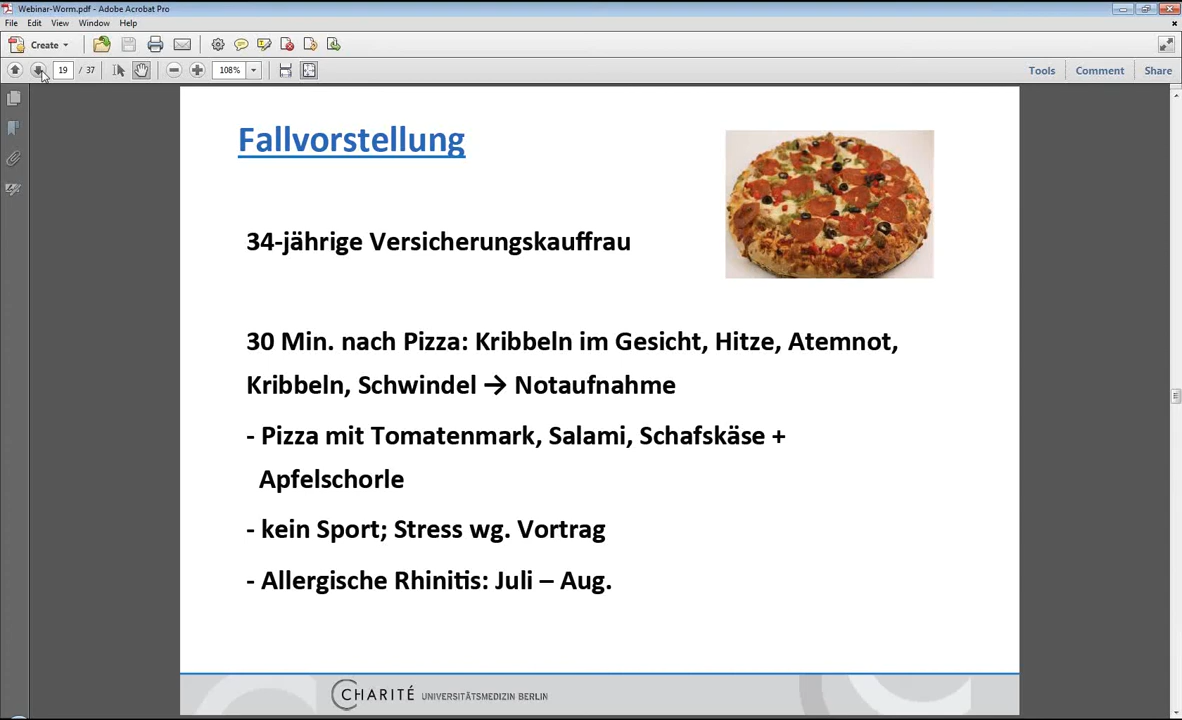 Webinar-Worm.pdf - Adobe Acrobat Pro
File Edit View Window Help
Create
19 / 37 108%
Tools Comment Share
Fallvorstellung
34-jährige Versicherungskauffrau
30 Min. nach Pizza: Kribbeln im Gesicht, Hitze, Atemnot,
Kribbeln, Schwindel → Notaufnahme
- Pizza mit Tomatenmark, Salami, Schafskäse +
Apfelschorle
- kein Sport; Stress wg. Vortrag
- Allergische Rhinitis: Juli – Aug.
CHARITÉ UNIVERSITÄTSMEDIZIN BERLIN